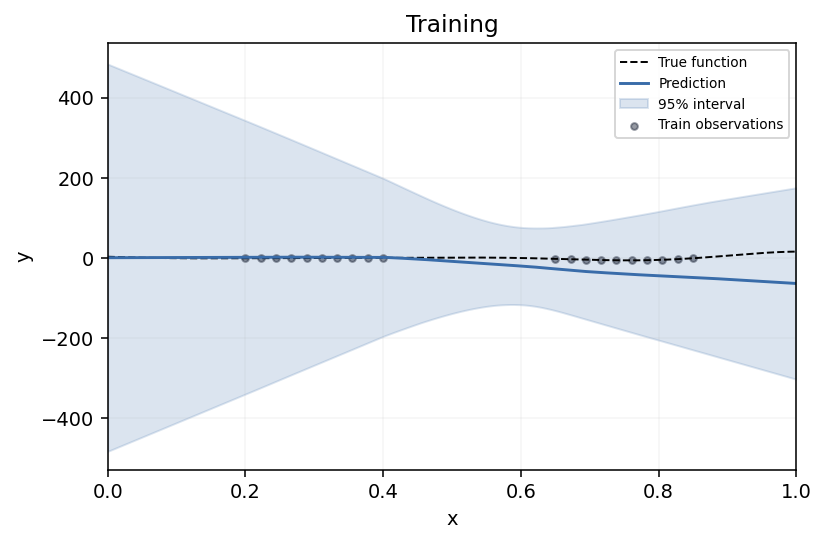 Training
True function
Prediction
95% interval
Train observations
400
200
0
−200
−400
y
0.0 0.2 0.4 0.6 0.8 1.0
x